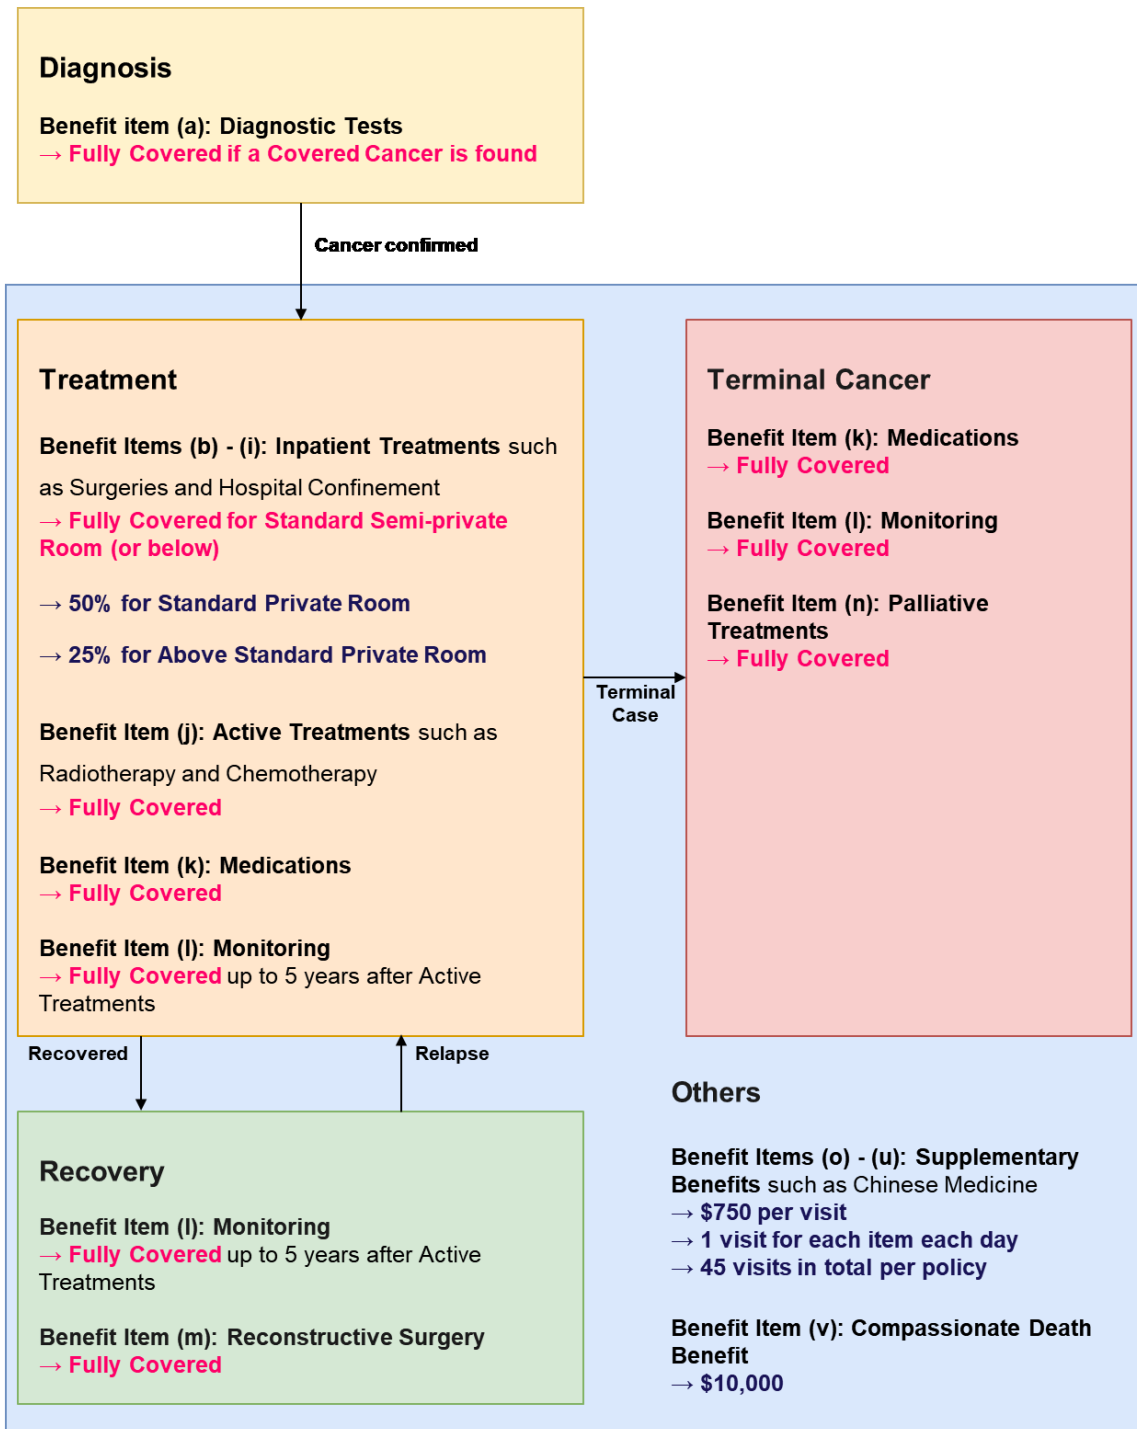 Diagnosis
Benefit item (a): Diagnostic Tests
→ Fully Covered if a Covered Cancer is found
Cancer confirmed
Treatment
Benefit Items (b) - (i): Inpatient Treatments such
as Surgeries and Hospital Confinement
→ Fully Covered for Standard Semi-private
Room (or below)
→ 50% for Standard Private Room
→ 25% for Above Standard Private Room
Benefit Item (j): Active Treatments such as
Radiotherapy and Chemotherapy
→ Fully Covered
Benefit Item (k): Medications
→ Fully Covered
Benefit Item (l): Monitoring
→ Fully Covered up to 5 years after Active
Treatments
Terminal
Case
Terminal Cancer
Benefit Item (k): Medications
→ Fully Covered
Benefit Item (l): Monitoring
→ Fully Covered
Benefit Item (n): Palliative
Treatments
→ Fully Covered
Recovered
Relapse
Recovery
Benefit Item (l): Monitoring
→ Fully Covered up to 5 years after Active
Treatments
Benefit Item (m): Reconstructive Surgery
→ Fully Covered
Others
Benefit Items (o) - (u): Supplementary
Benefits such as Chinese Medicine
→ $750 per visit
→ 1 visit for each item each day
→ 45 visits in total per policy
Benefit Item (v): Compassionate Death
Benefit
→ $10,000